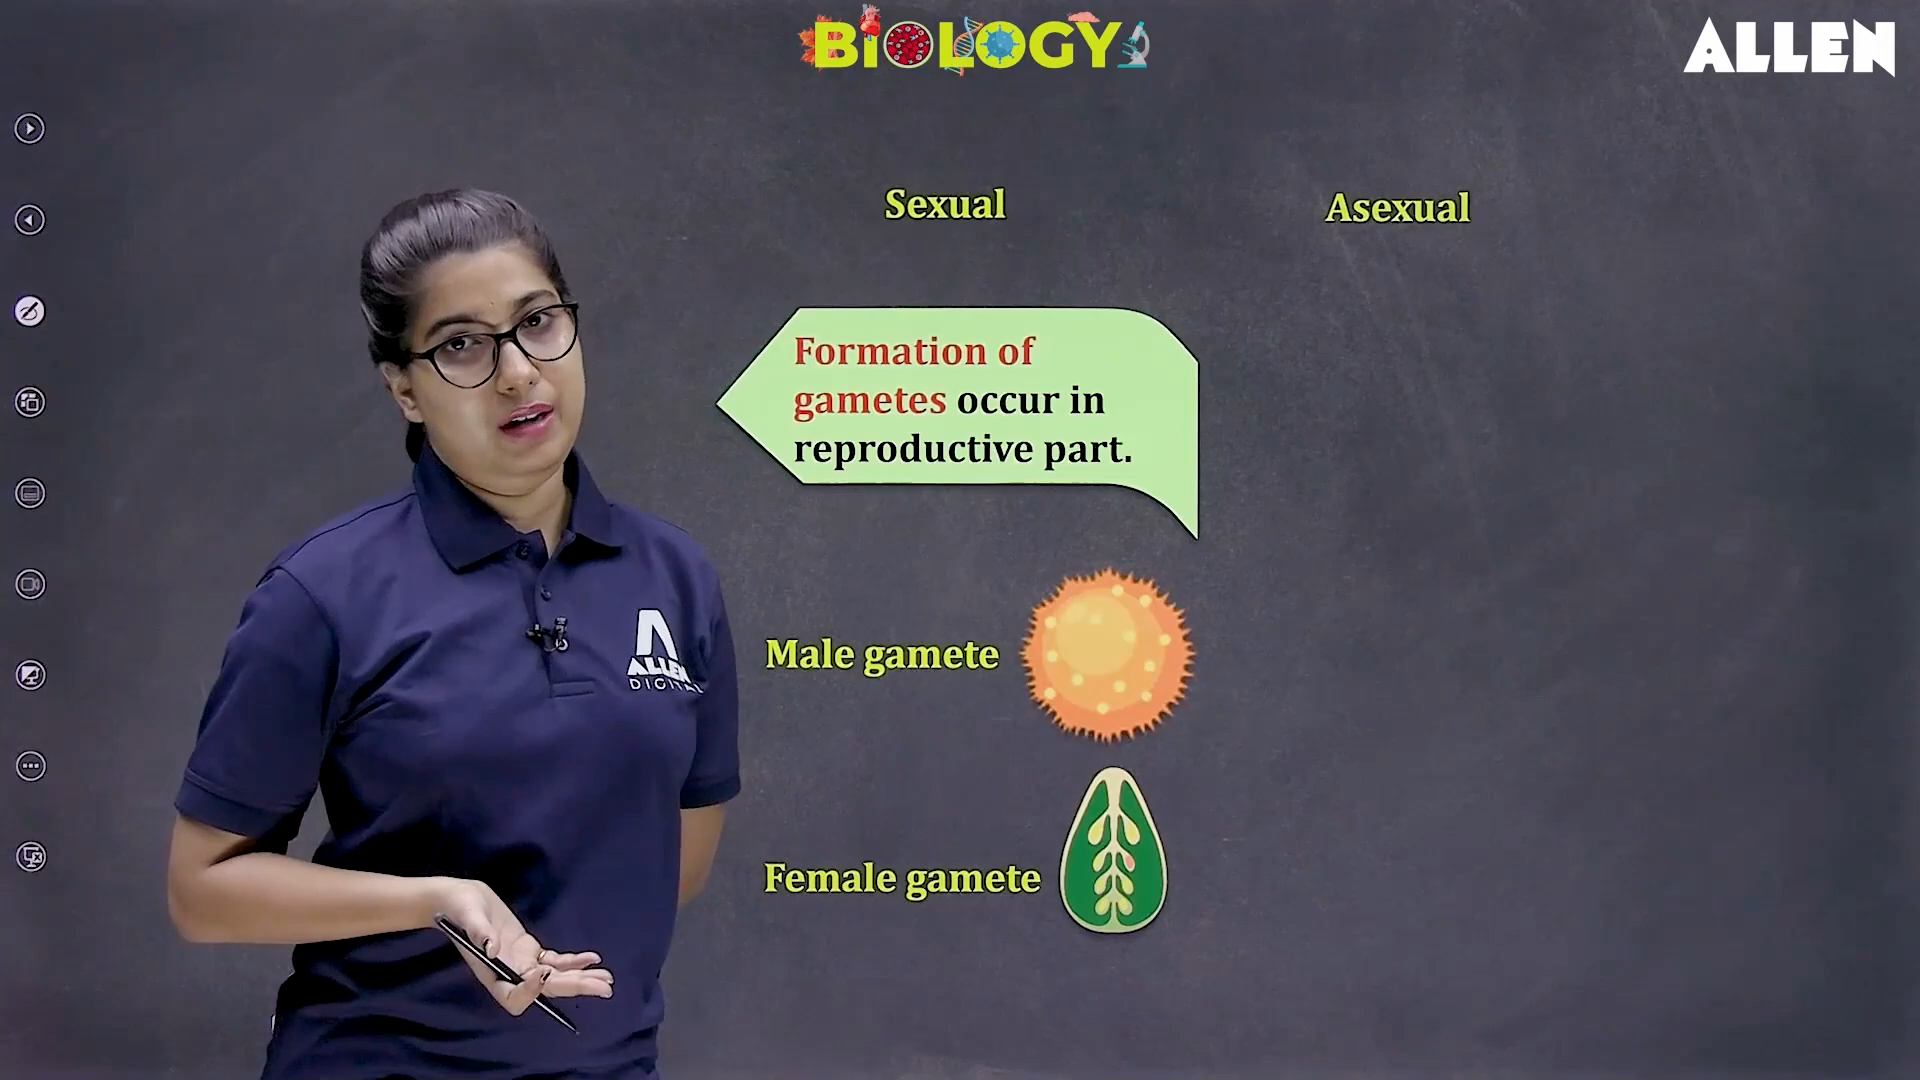 BIOLOGY
ALLEN
Sexual
Asexual
Formation of
gametes occur in
reproductive part.
Male gamete
Female gamete
ALLEN
DIGITAL